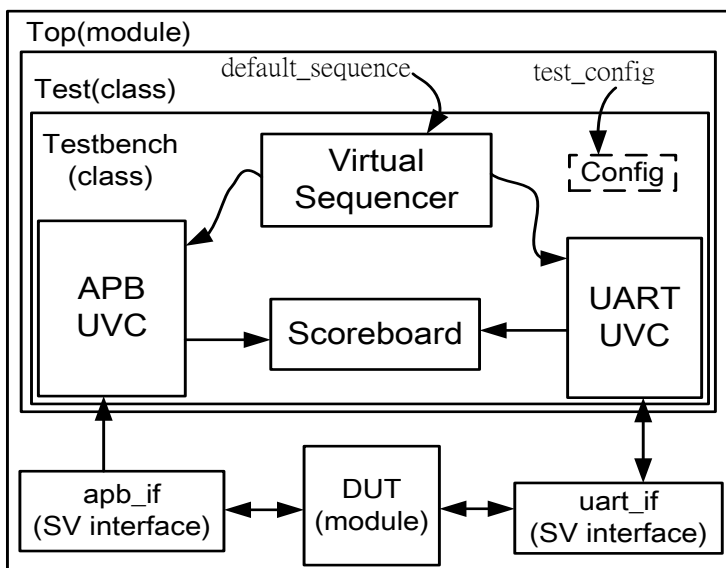 Top(module)
default_sequence
test_config
Test(class)
Testbench
(class)
Virtual
Sequencer
Config
APB
UVC
Scoreboard
UART
UVC
apb_if
(SV interface)
DUT
(module)
uart_if
(SV interface)